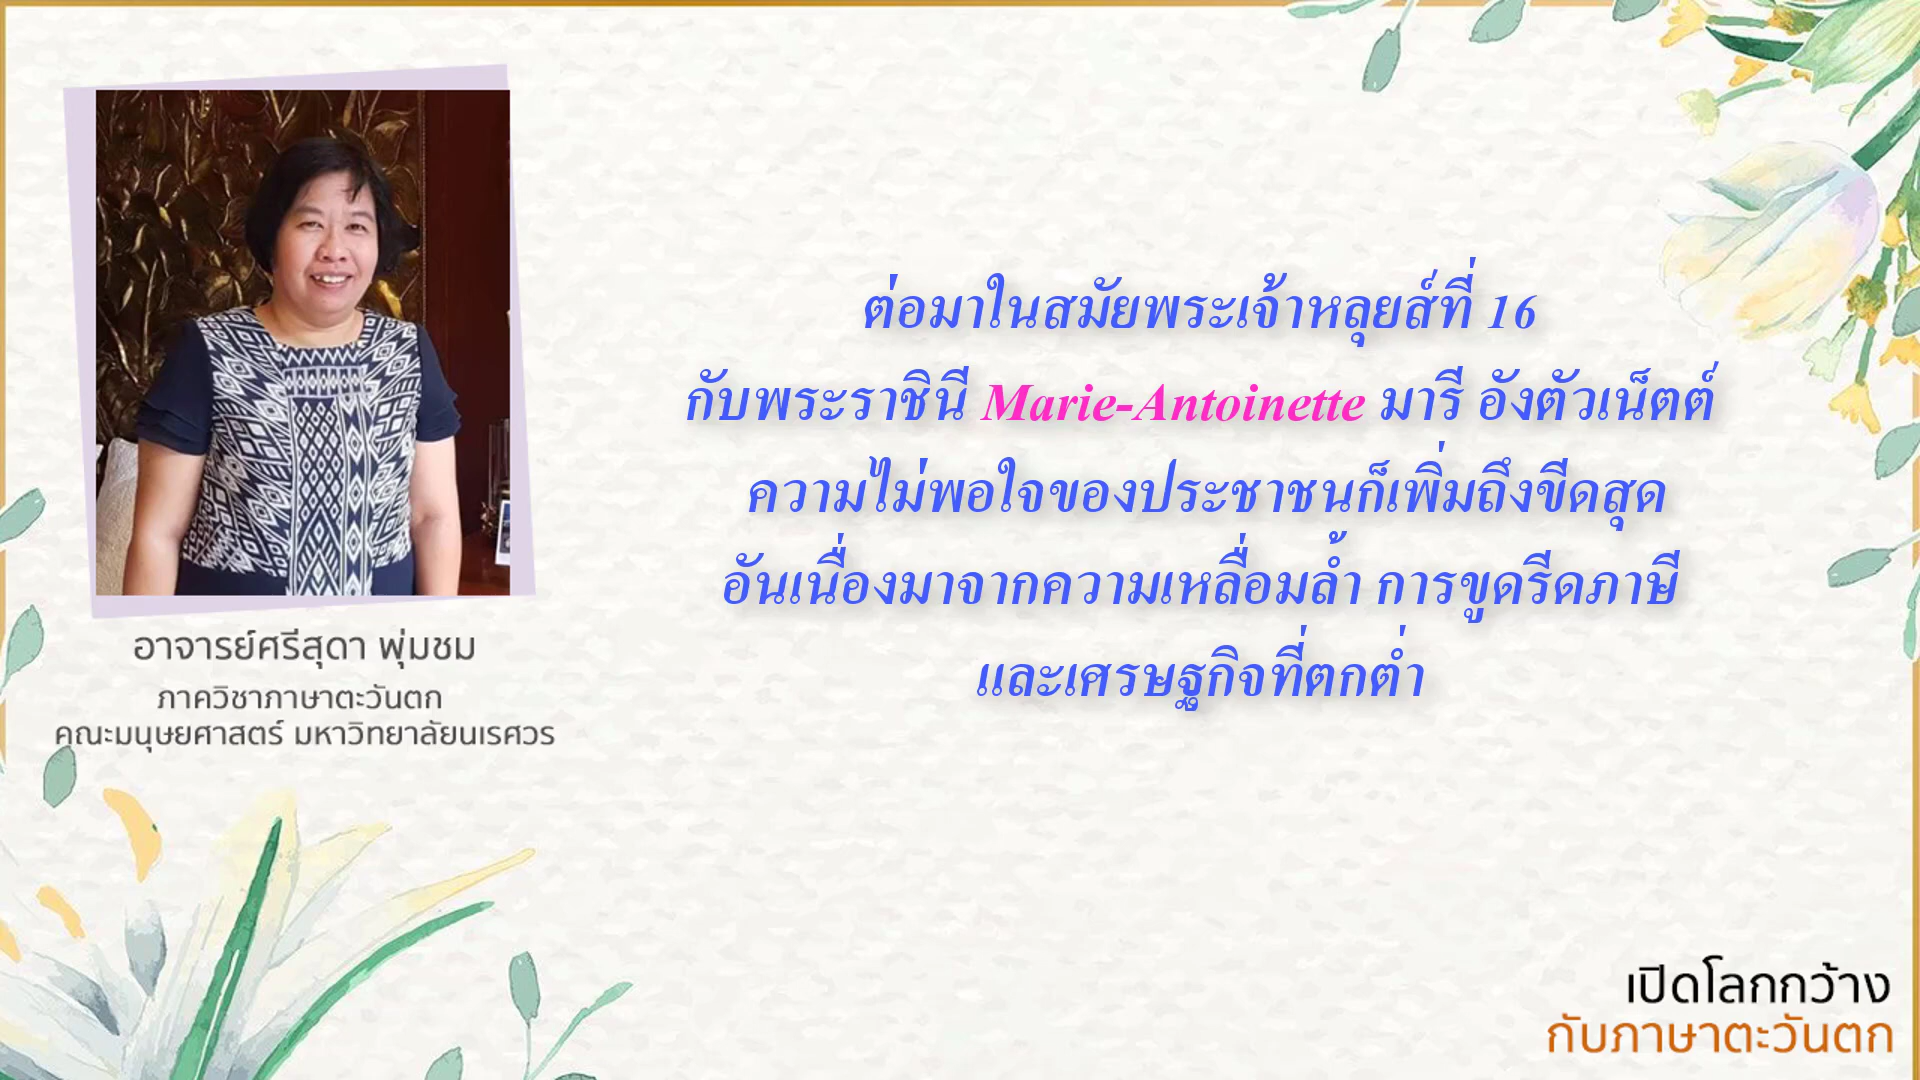 อาจารย์ศรีสุดา พุ่มชม
ภาควิชาภาษาตะวันตก
คณะมนุษยศาสตร์ มหาวิทยาลัยนเรศวร
ต่อมาในสมัยพระเจ้าหลุยส์ที่ 16
กับพระราชินี Marie-Antoinette มารี อังตัวเน็ตต์
ความไม่พอใจของประชาชนก็เพิ่มถึงขีดสุด
อันเนื่องมาจากความเหลื่อมล้ำ การขูดรีดภาษี
และเศรษฐกิจที่ตกต่ำ
เปิดโลกกว้าง
กับภาษาตะวันตก